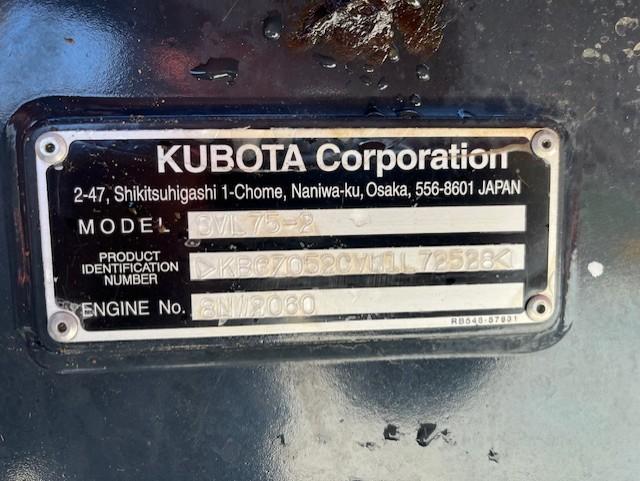 KUBOTA Corporation
2-47, Shikitsuhigashi 1-Chome, Naniwa-ku, Osaka, 556-8601 JAPAN
MODEL SVL75-2
PRODUCT
IDENTIFICATION
NUMBER
ENGINE No.
RB548-57831